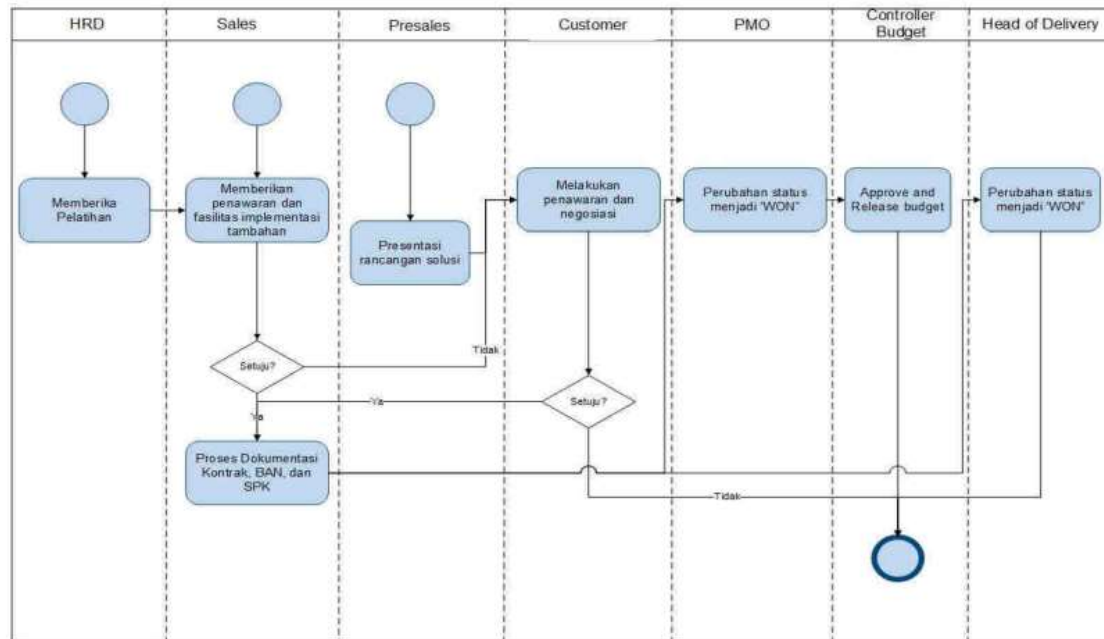 HRD
Sales
Presales
Customer
PMO
Controller
Budget
Head of Delivery
Memberika
Pelatihan
Memberikan
penawaran dan
fasilitas implementasi
tambahan
Presentasi
rancangan solusi
Melakukan
penawaran dan
negosiasi
Perubahan status
menjadi 'WON"
Approve and
Release budget
Perubahan status
menjadi 'WON"
Setuju?
Tidak
Setuju?
Ya
Ya
Proses Dokumentasi
Kontrak, BAN, dan
SPK
Tidak